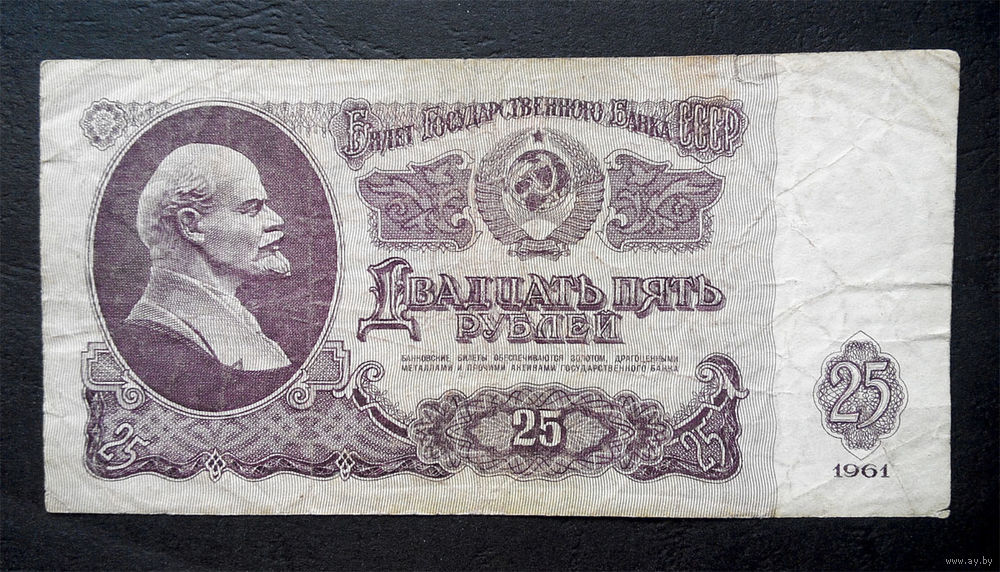 Билет Государственного Банка СССР
Двадцать пять
рублей
БАНКОВСКИЕ БИЛЕТЫ ОБЕСПЕЧИВАЮТСЯ ЗОЛОТОМ, ДРАГОЦЕННЫМИ
МЕТАЛЛАМИ И ПРОЧИМИ АКТИВАМИ ГОСУДАРСТВЕННОГО БАНКА
25
25
25
25
1961
www.ay.by